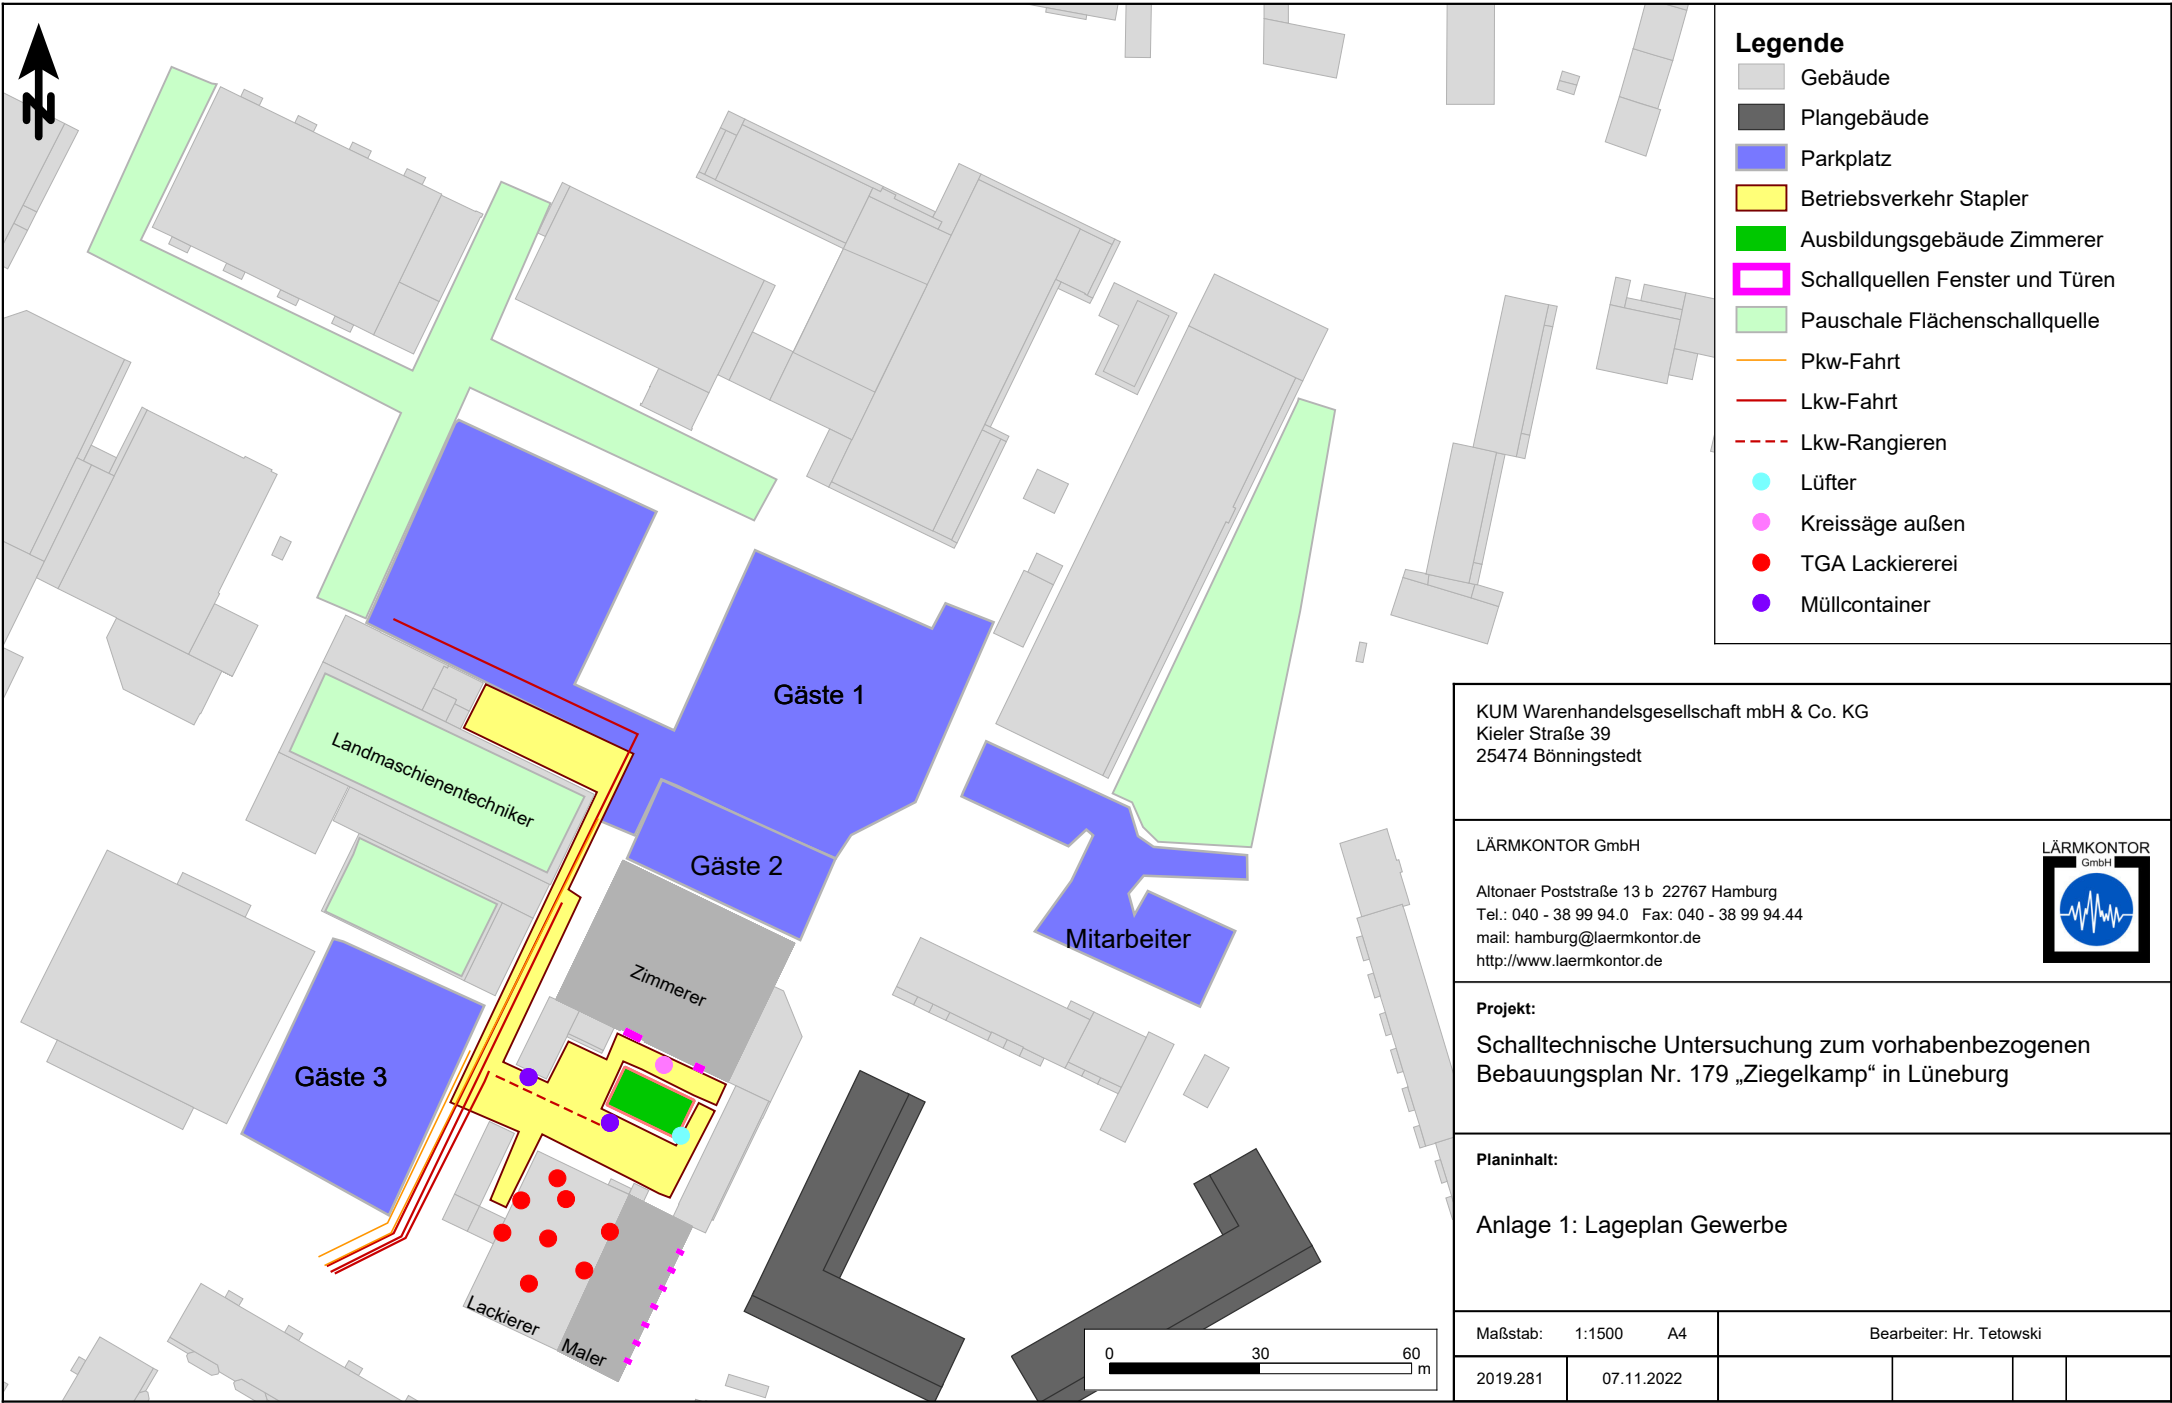 N
Legende
Gebäude
Plangebäude
Parkplatz
Betriebsverkehr Stapler
Ausbildungsgebäude Zimmerer
Schallquellen Fenster und Türen
Pauschale Flächenschallquelle
Pkw-Fahrt
Lkw-Fahrt
Lkw-Rangieren
Lüfter
Kreissäge außen
TGA Lackiererei
Müllcontainer
Gäste 1
Landmaschienentechniker
Gäste 2
Mitarbeiter
Zimmerer
Gäste 3
Lackierer
Maler
0 30 60
m
KUM Warenhandelsgesellschaft mbH & Co. KG
Kieler Straße 39
25474 Bönningstedt
LÄRMKONTOR GmbH
Altonaer Poststraße 13 b 22767 Hamburg
Tel.: 040 - 38 99 94.0 Fax: 040 - 38 99 94.44
mail: hamburg@laermkontor.de
http://www.laermkontor.de
LÄRMKONTOR
GmbH
Projekt:
Schalltechnische Untersuchung zum vorhabenbezogenen
Bebauungsplan Nr. 179 „Ziegelkamp“ in Lüneburg
Planinhalt:
Anlage 1: Lageplan Gewerbe
Maßstab: 1:1500 A4 Bearbeiter: Hr. Tetowski
2019.281 07.11.2022